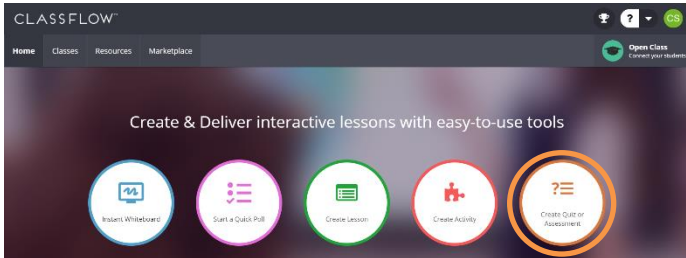 CLASSFLOW™
? CS
Home Classes Resources Marketplace
Open Class
Connect your students
Create & Deliver interactive lessons with easy-to-use tools
Instant Whiteboard Start a Quick Poll Create Lesson Create Activity Create Quiz or
Assessment